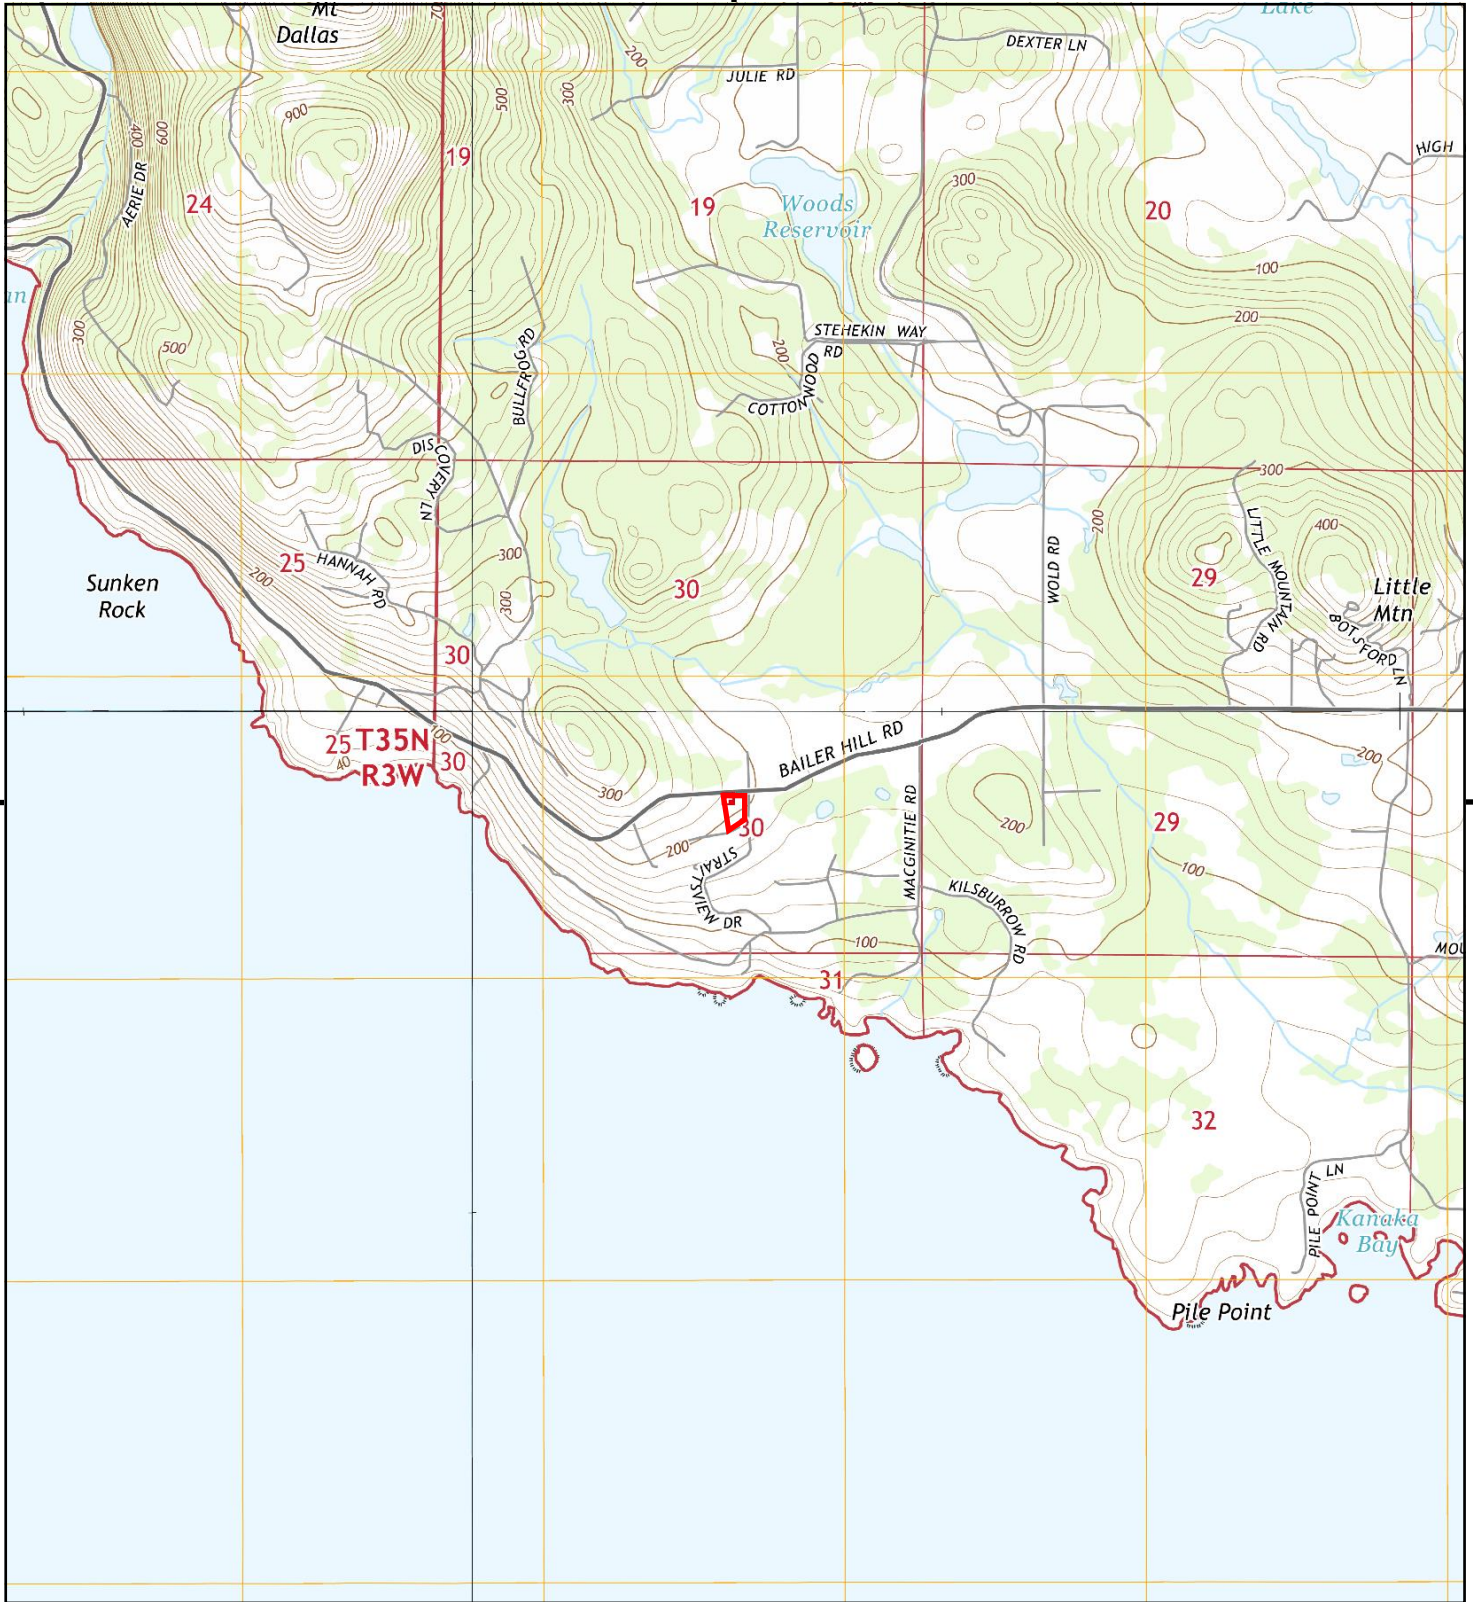 Mt
Dallas
Lake
DEXTER LN
JULIE RD
200
70
500
300
900
400
600
HIGH
19
AERIE DR
24
19
Woods
Reservoir
300
20
100
an
300
500
200
STEHEKIN WAY
RD
200
COTTONWOOD
BULLFROG RD
DISCOVERY LN
300
200
LITTLE MOUNTAIN RD
400
25
HANNAH RD
300
WOLD RD
29
Little
Mtn
Sunken
Rock
200
30
300
BOTSFORD LN
30
100
25
T35N
R3W
40
30
BAILER HILL RD
200
300
MACGINITIE RD
200
29
30
200
STRAITSVIEW DR
KILSBURROW RD
100
100
MOU
31
32
PILE POINT
LN
Kanaka
Bay
Pile Point